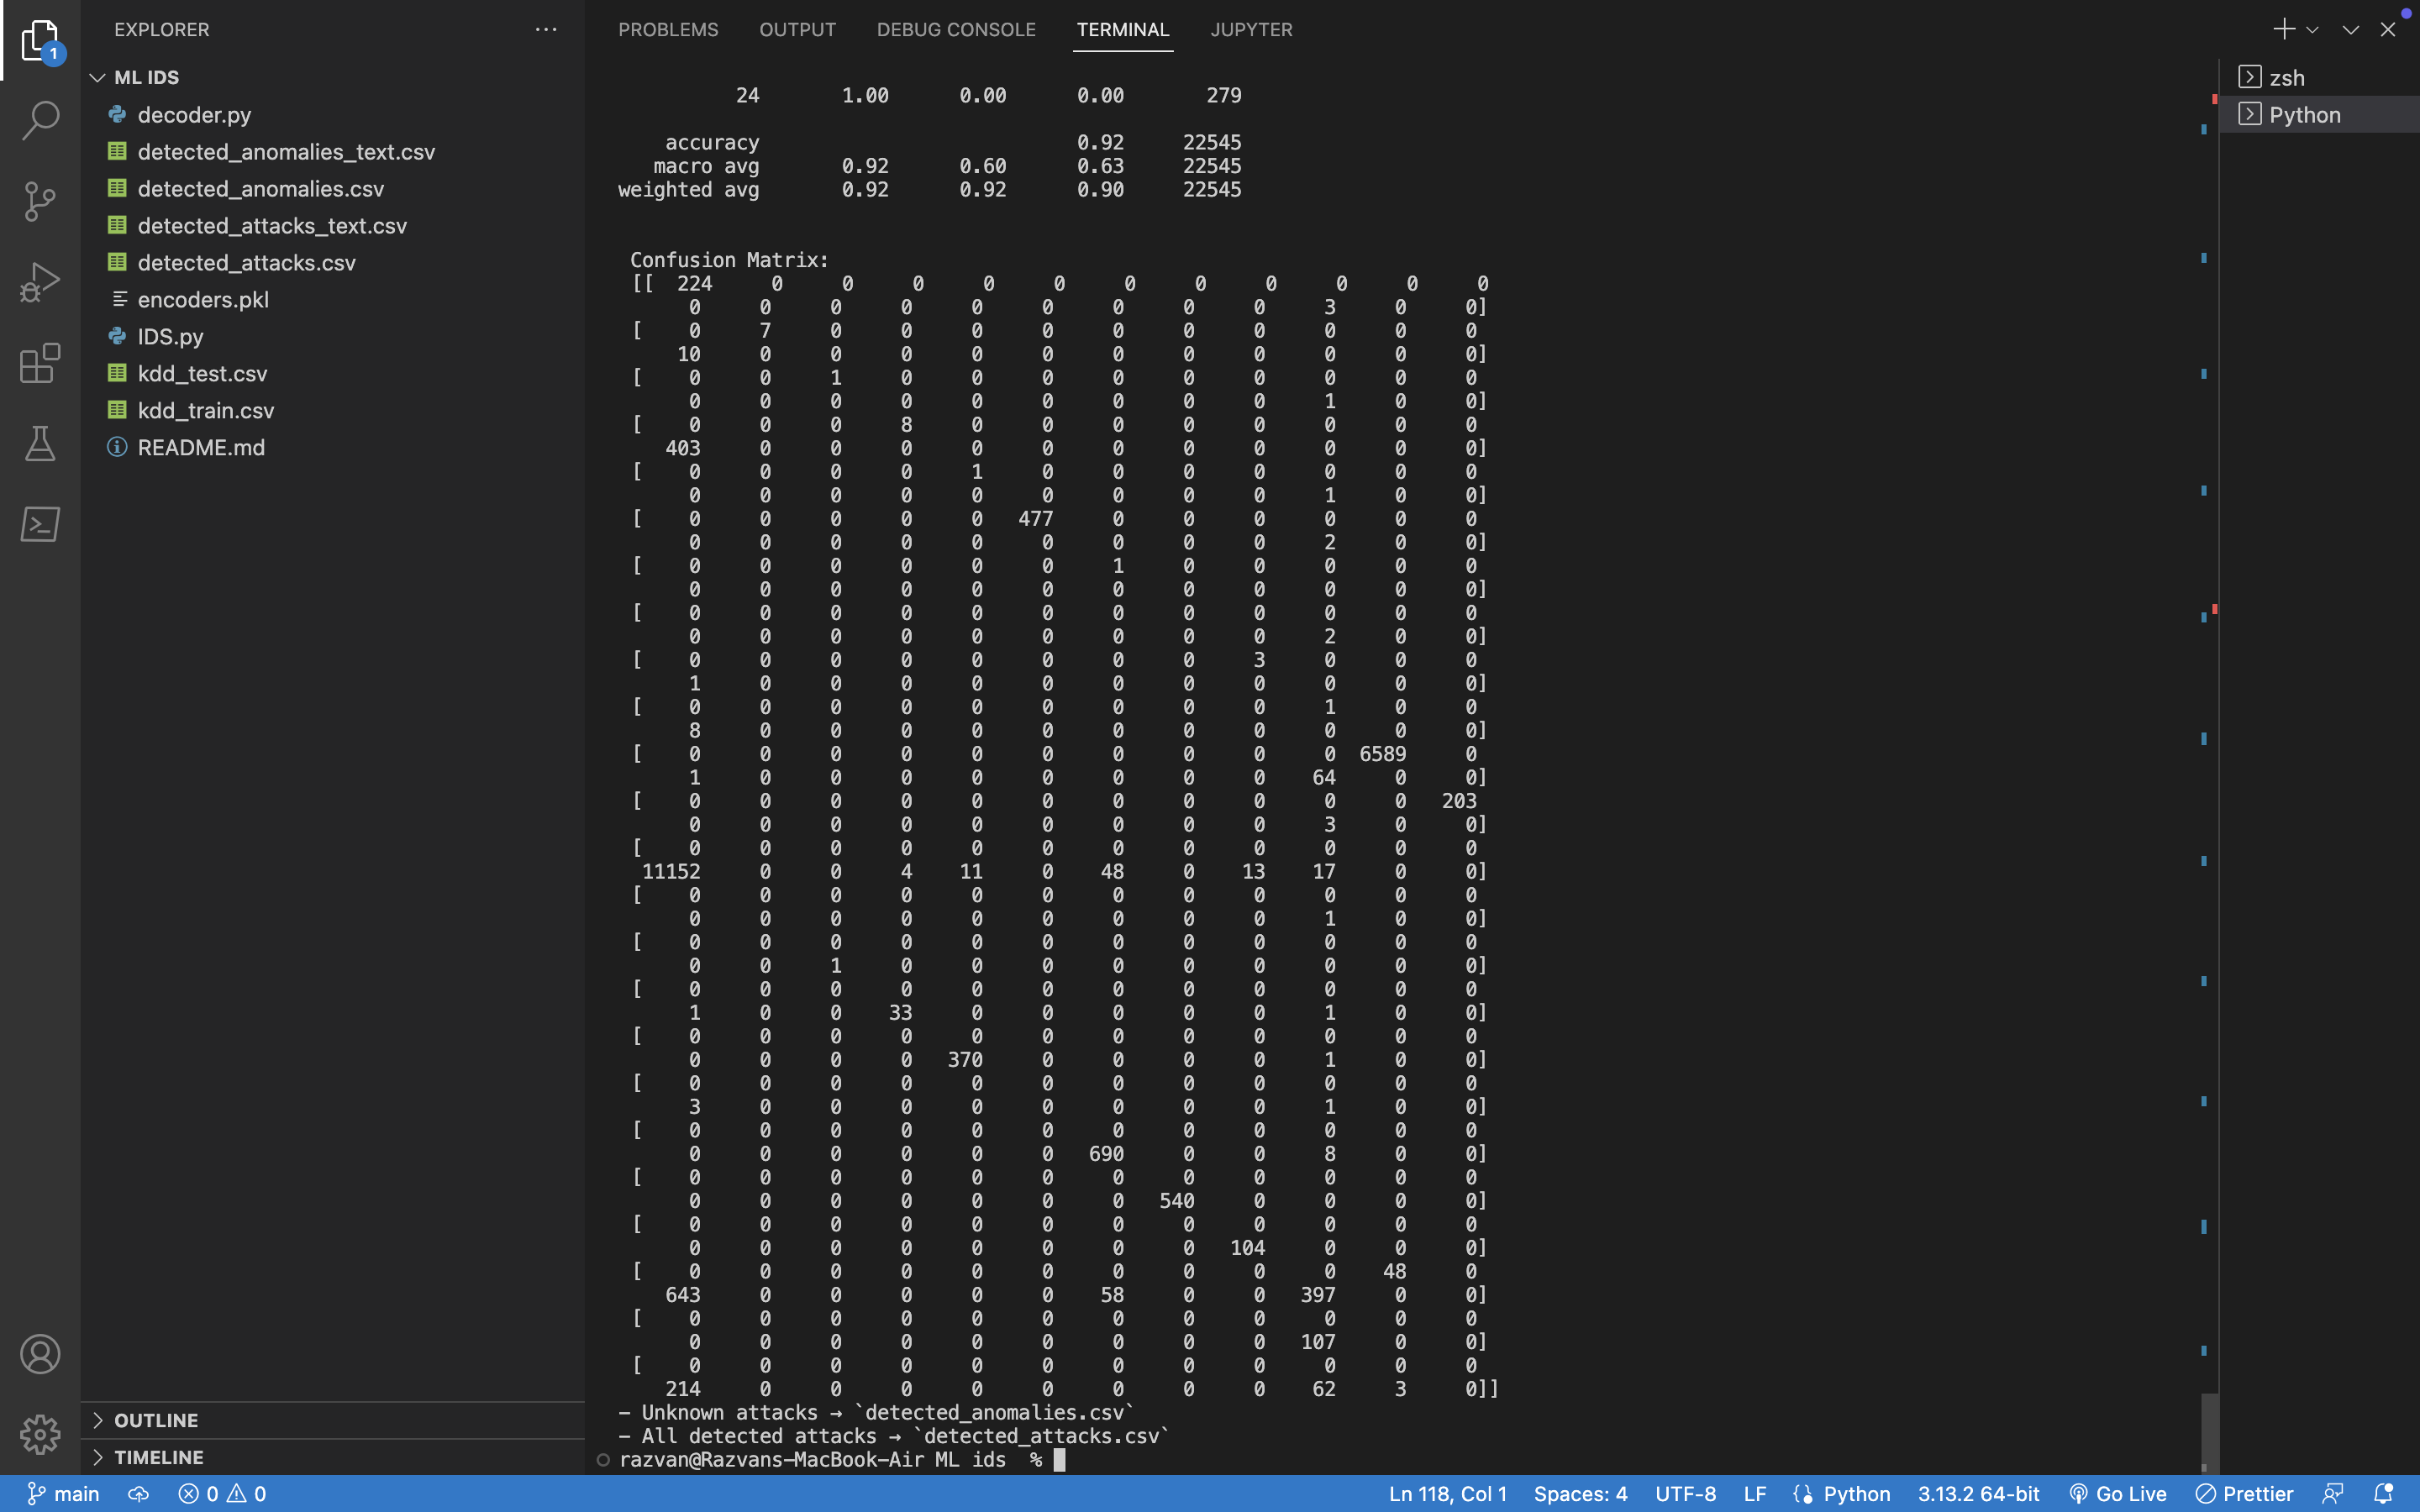 EXPLORER
ML IDS
decoder.py
detected_anomalies_text.csv
detected_anomalies.csv
detected_attacks_text.csv
detected_attacks.csv
encoders.pkl
IDS.py
kdd_test.csv
kdd_train.csv
README.md
OUTLINE
TIMELINE
1
PROBLEMS OUTPUT DEBUG CONSOLE TERMINAL JUPYTER
24 1.00 0.00 0.00 279
accuracy 0.92 22545
macro avg 0.92 0.60 0.63 22545
weighted avg 0.92 0.92 0.90 22545
Confusion Matrix:
[[ 224 0 0 0 0 0 0 0 0 0 0 0
0 0 0 0 0 0 0 0 0 3 0 0]
[ 0 7 0 0 0 0 0 0 0 0 0 0
10 0 0 0 0 0 0 0 0 0 0 0]
[ 0 0 1 0 0 0 0 0 0 0 0 0
0 0 0 0 0 0 0 0 0 1 0 0]
[ 0 0 0 8 0 0 0 0 0 0 0 0
403 0 0 0 0 0 0 0 0 0 0 0]
[ 0 0 0 0 1 0 0 0 0 0 0 0
0 0 0 0 0 0 0 0 0 1 0 0]
[ 0 0 0 0 0 477 0 0 0 0 0 0
0 0 0 0 0 0 0 0 0 2 0 0]
[ 0 0 0 0 0 0 1 0 0 0 0 0
0 0 0 0 0 0 0 0 0 0 0 0]
[ 0 0 0 0 0 0 0 0 0 0 0 0
0 0 0 0 0 0 0 0 0 2 0 0]
[ 0 0 0 0 0 0 0 0 3 0 0 0
1 0 0 0 0 0 0 0 0 0 0 0]
[ 0 0 0 0 0 0 0 0 0 1 0 0
8 0 0 0 0 0 0 0 0 0 0 0]
[ 0 0 0 0 0 0 0 0 0 0 6589 0
1 0 0 0 0 0 0 0 0 64 0 0]
[ 0 0 0 0 0 0 0 0 0 0 0 203
0 0 0 0 0 0 0 0 0 3 0 0]
[ 0 0 0 0 0 0 0 0 0 0 0 0
11152 0 0 4 11 0 48 0 13 17 0 0]
[ 0 0 0 0 0 0 0 0 0 0 0 0
0 0 0 0 0 0 0 0 0 1 0 0]
[ 0 0 0 0 0 0 0 0 0 0 0 0
0 0 1 0 0 0 0 0 0 0 0 0]
[ 0 0 0 0 0 0 0 0 0 0 0 0
1 0 0 33 0 0 0 0 0 1 0 0]
[ 0 0 0 0 0 0 0 0 0 0 0 0
0 0 0 0 370 0 0 0 0 1 0 0]
[ 0 0 0 0 0 0 0 0 0 0 0 0
3 0 0 0 0 0 0 0 0 1 0 0]
[ 0 0 0 0 0 0 0 0 0 0 0 0
0 0 0 0 0 0 690 0 0 8 0 0]
[ 0 0 0 0 0 0 0 0 0 0 0 0
0 0 0 0 0 0 0 540 0 0 0 0]
[ 0 0 0 0 0 0 0 0 0 0 0 0
0 0 0 0 0 0 0 0 104 0 0 0]
[ 0 0 0 0 0 0 0 0 0 0 48 0
643 0 0 0 0 0 58 0 0 397 0 0]
[ 0 0 0 0 0 0 0 0 0 0 0 0
0 0 0 0 0 0 0 0 0 107 0 0]
[ 0 0 0 0 0 0 0 0 0 0 0 0
214 0 0 0 0 0 0 0 0 62 3 0]]
– Unknown attacks → `detected_anomalies.csv`
– All detected attacks → `detected_attacks.csv`
razvan@Razvans-MacBook-Air ML ids %
zsh
Python
main 0 0 Ln 118, Col 1 Spaces: 4 UTF-8 LF Python 3.13.2 64-bit Go Live Prettier